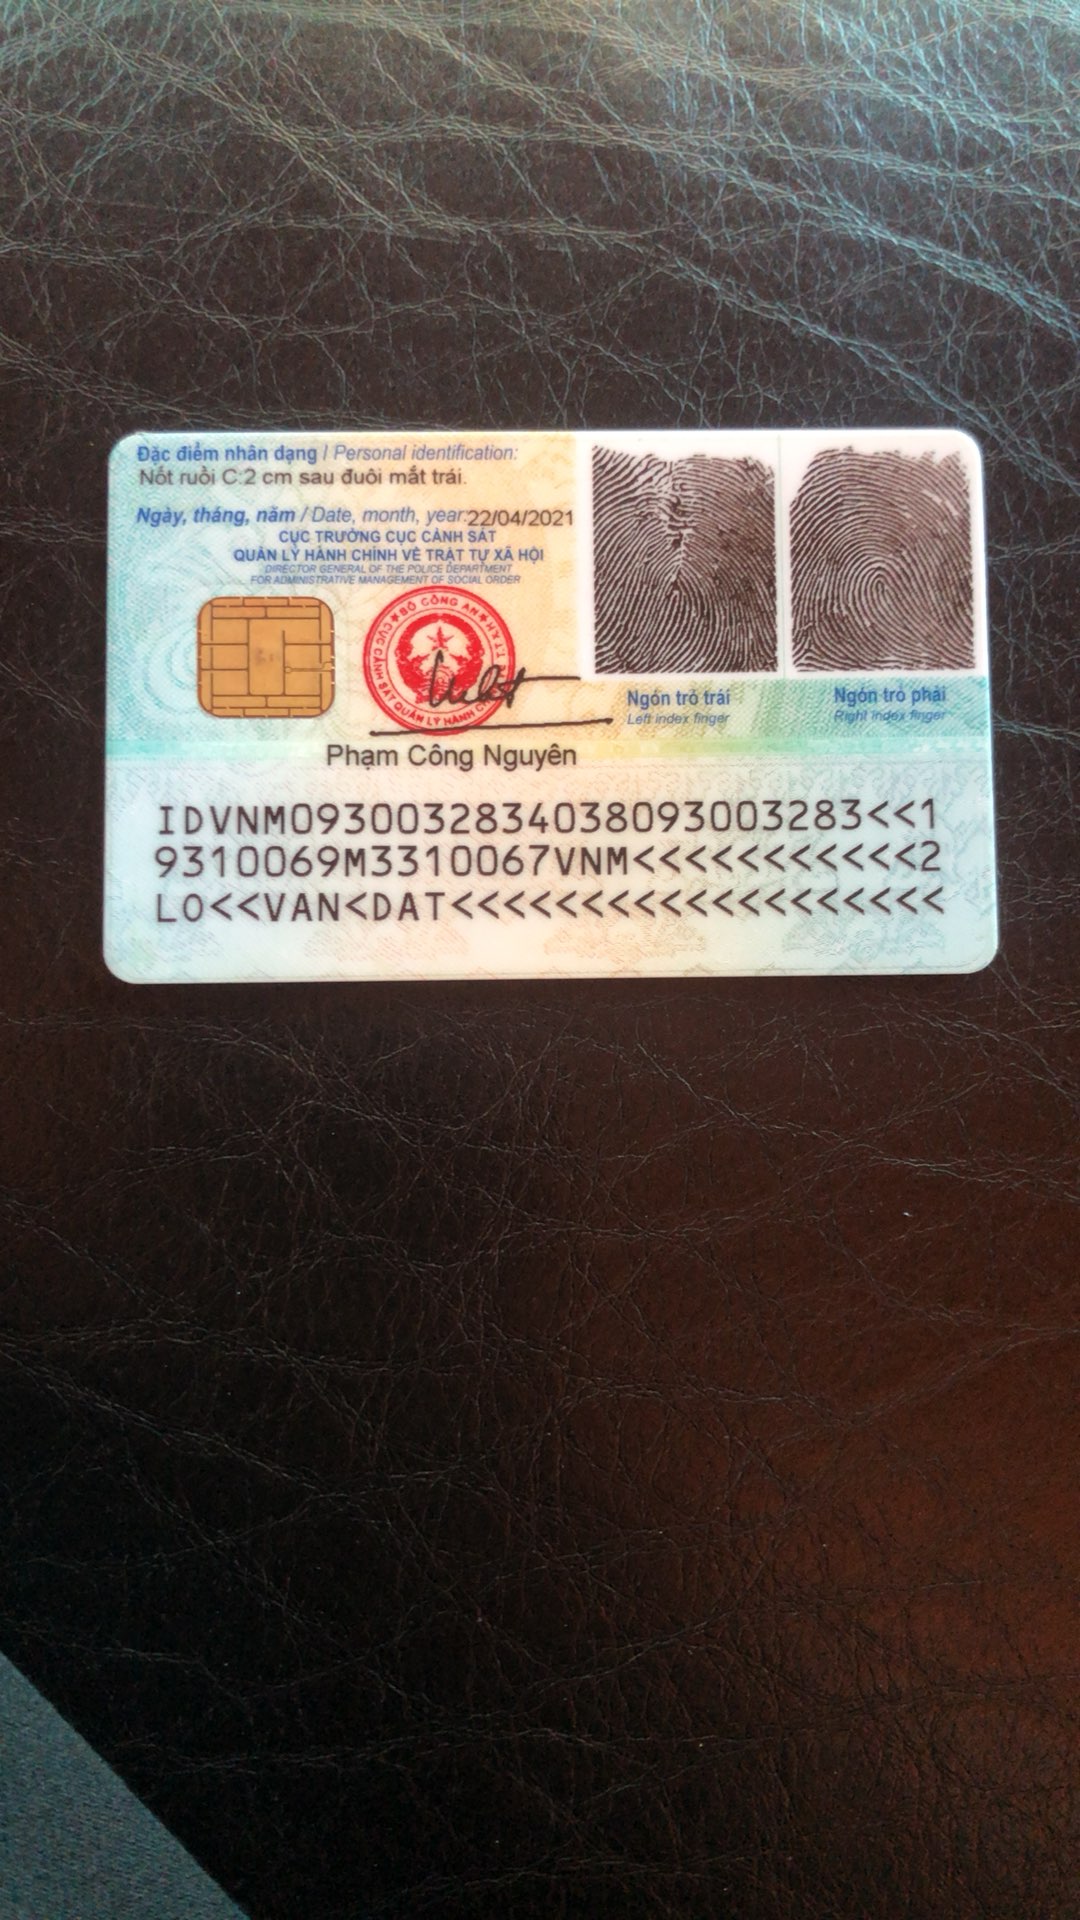 Đặc điểm nhân dạng / Personal identification:
Nốt ruồi C:2 cm sau đuôi mắt trái.
Ngày, tháng, năm / Date, month, year:22/04/2021
CỤC TRƯỞNG CỤC CẢNH SÁT
QUẢN LÝ HÀNH CHÍNH VỀ TRẬT TỰ XÃ HỘI
DIRECTOR GENERAL OF THE POLICE DEPARTMENT
FOR ADMINISTRATIVE MANAGEMENT OF SOCIAL ORDER
BỘ CÔNG AN
CỤC CẢNH SÁT QUẢN LÝ HÀNH
Ngón trỏ trái
Left index finger
Ngón trỏ phải
Right index finger
Phạm Công Nguyên
IDVNM0930032834038093003283<<1
9310069M3310067VNM<<<<<<<<<<<2
LO<<VAN<DAT<<<<<<<<<<<<<<<<<<<